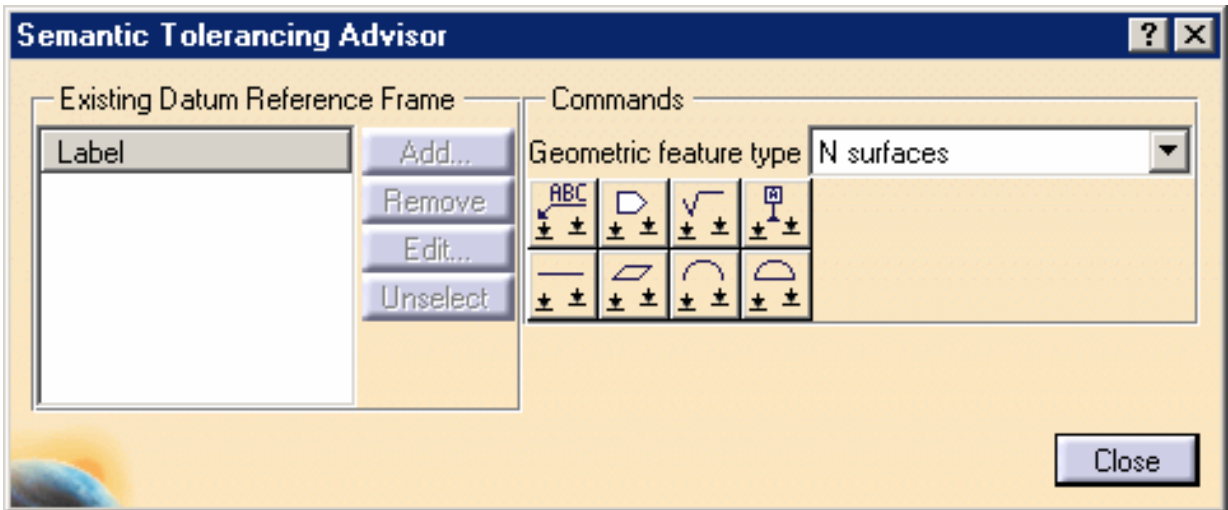 Semantic Tolerancing Advisor
Existing Datum Reference Frame
Commands
Label
Add...
Remove
Edit...
Unselect
Geometric feature type N surfaces
ABC
A
Close